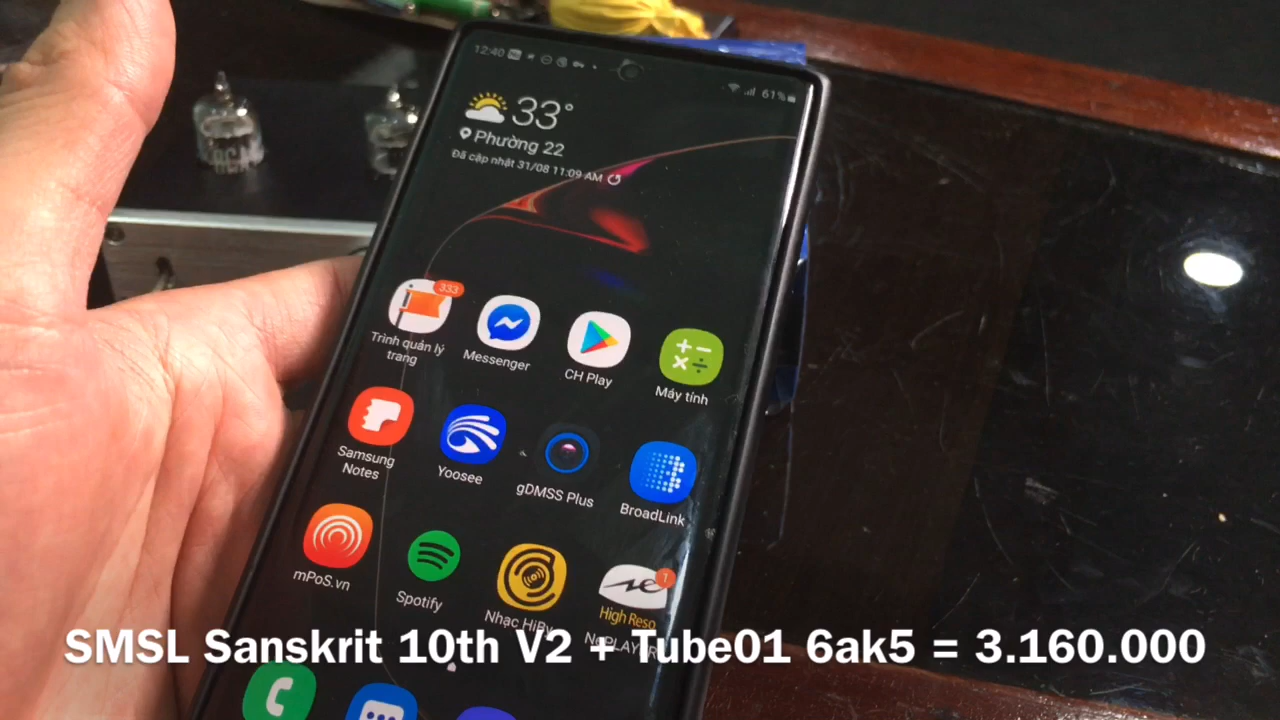 12:40
61%
33°
Phường 22
Đã cập nhật 31/08 11:09 AM
333
Trình quản lý
trang
Messenger
CH Play
Máy tính
Samsung
Notes
Yoosee
gDMSS Plus
BroadLink
mPoS.vn
Spotify
Nhạc HiBy
1
High Reso
SMSL Sanskrit 10th V2 + Tube01 6ak5 = 3.160.000